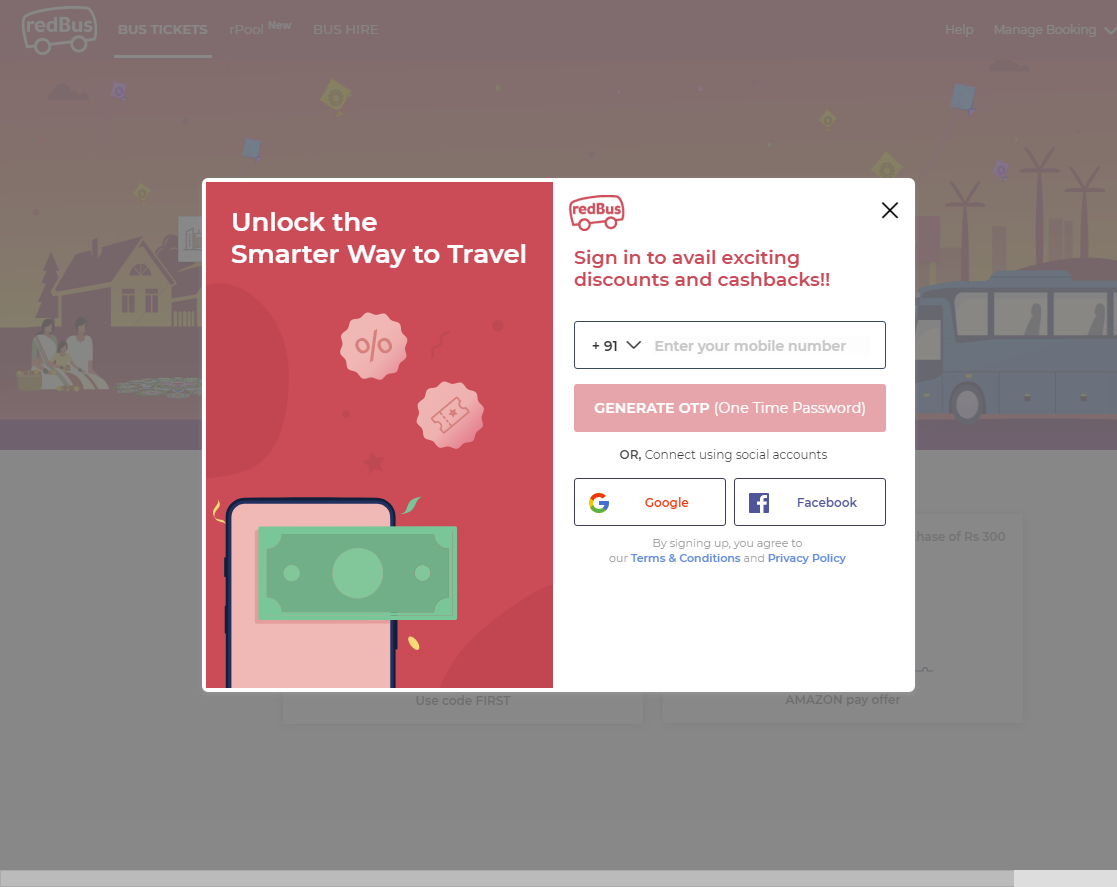 redBus
BUS TICKETS
rPool New
BUS HIRE
Help
Manage Booking
Unlock the
Smarter Way to Travel
%
redBus
Sign in to avail exciting
discounts and cashbacks!!
+ 91
Enter your mobile number
GENERATE OTP (One Time Password)
OR, Connect using social accounts
Google
Facebook
By signing up, you agree to
our Terms & Conditions and Privacy Policy
of Rs 300
Use code FIRST
AMAZON pay offer